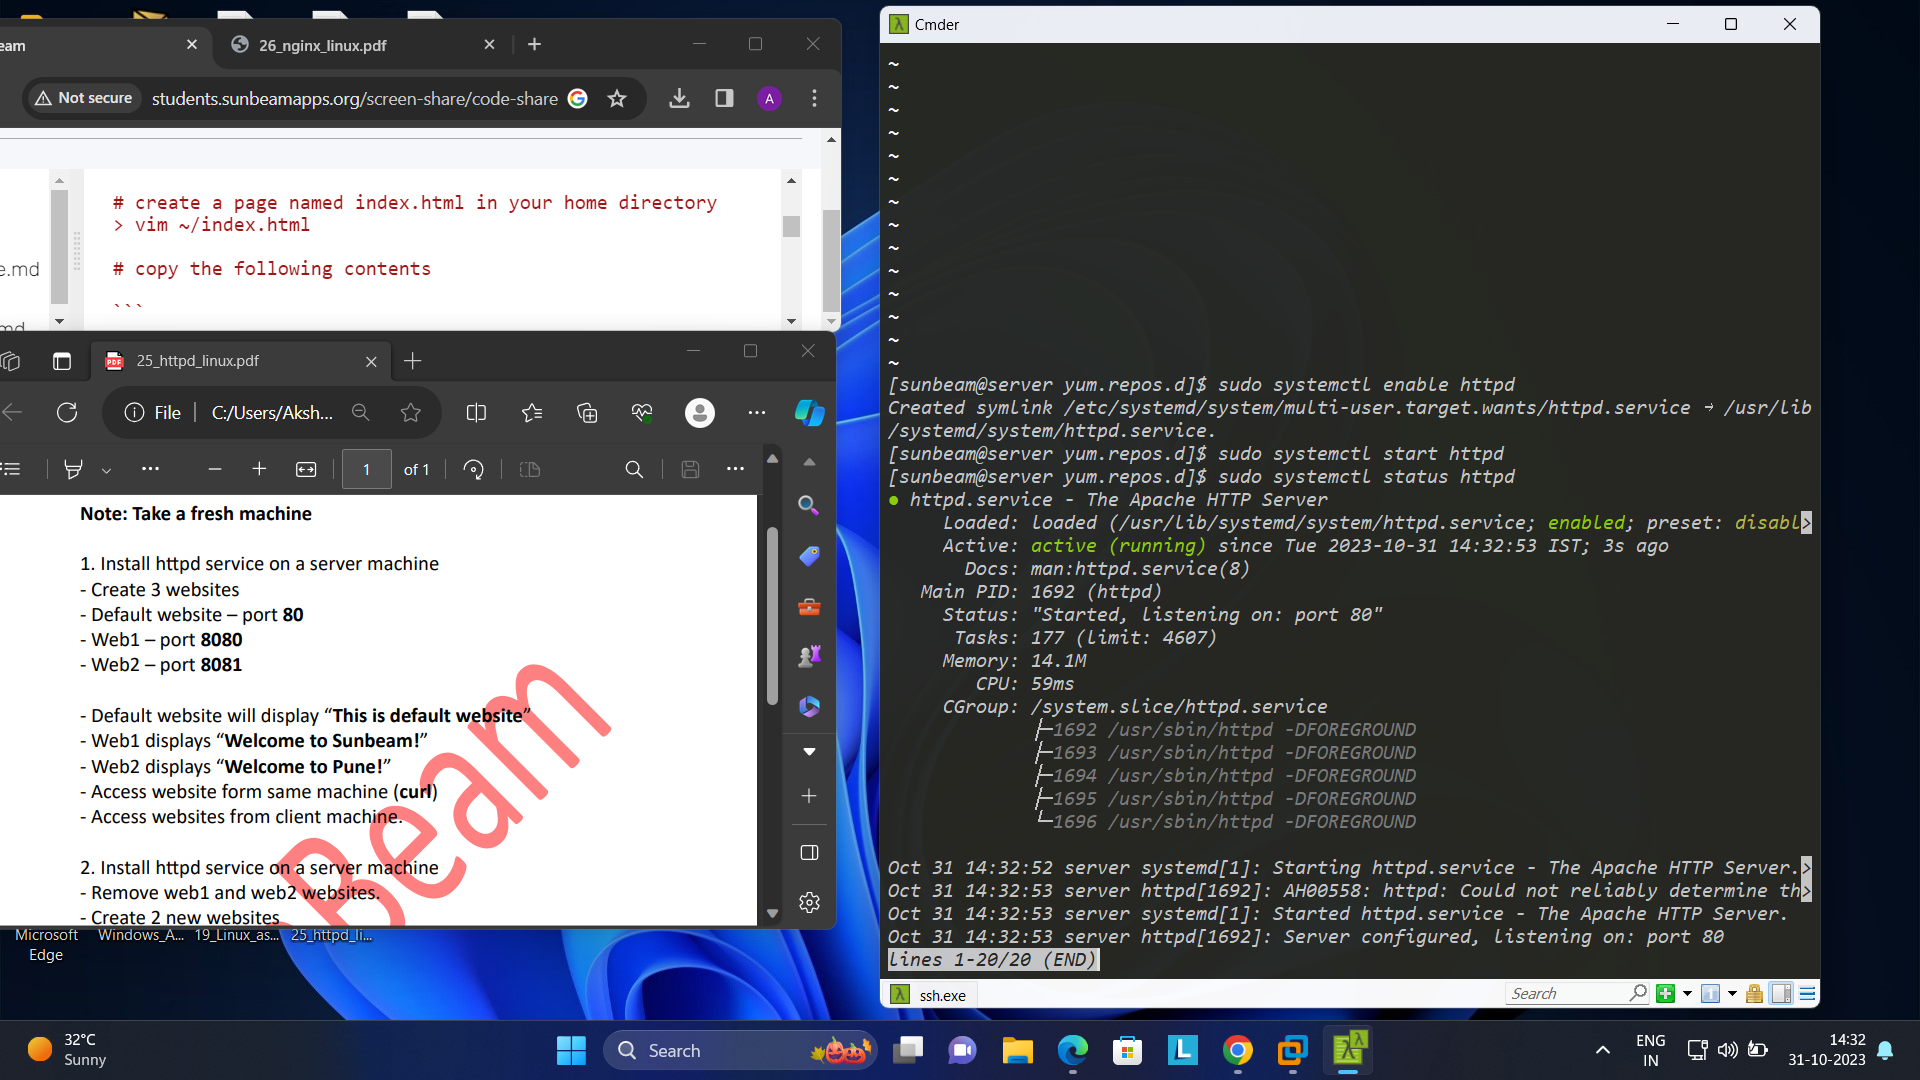 eam
26_nginx_linux.pdf
Not secure
students.sunbeamapps.org/screen-share/code-share
A
# create a page named index.html in your home directory
> vim ~/index.html
# copy the following contents
```
e.md
md
25_httpd_linux.pdf
File
C:/Users/Aksh...
1
of 1
Note: Take a fresh machine
1. Install httpd service on a server machine
- Create 3 websites
- Default website – port 80
- Web1 – port 8080
- Web2 – port 8081
- Default website will display “This is default website”
- Web1 displays “Welcome to Sunbeam!”
- Web2 displays “Welcome to Pune!”
- Access website form same machine (curl)
- Access websites from client machine.
2. Install httpd service on a server machine
- Remove web1 and web2 websites.
- Create 2 new websites
Beam
Microsoft
Edge
Windows_A...
19_Linux_as...
25_httpd_li...
Cmder
~
~
~
~
~
~
~
~
~
~
~
~
~
~
[sunbeam@server yum.repos.d]$ sudo systemctl enable httpd
Created symlink /etc/systemd/system/multi-user.target.wants/httpd.service → /usr/lib
/systemd/system/httpd.service.
[sunbeam@server yum.repos.d]$ sudo systemctl start httpd
[sunbeam@server yum.repos.d]$ sudo systemctl status httpd
● httpd.service - The Apache HTTP Server
Loaded: loaded (/usr/lib/systemd/system/httpd.service; enabled; preset: disabl>
Active: active (running) since Tue 2023-10-31 14:32:53 IST; 3s ago
Docs: man:httpd.service(8)
Main PID: 1692 (httpd)
Status: "Started, listening on: port 80"
Tasks: 177 (limit: 4607)
Memory: 14.1M
CPU: 59ms
CGroup: /system.slice/httpd.service
├─1692 /usr/sbin/httpd -DFOREGROUND
├─1693 /usr/sbin/httpd -DFOREGROUND
├─1694 /usr/sbin/httpd -DFOREGROUND
├─1695 /usr/sbin/httpd -DFOREGROUND
└─1696 /usr/sbin/httpd -DFOREGROUND
Oct 31 14:32:52 server systemd[1]: Starting httpd.service - The Apache HTTP Server.>
Oct 31 14:32:53 server httpd[1692]: AH00558: httpd: Could not reliably determine th>
Oct 31 14:32:53 server systemd[1]: Started httpd.service - The Apache HTTP Server.
Oct 31 14:32:53 server httpd[1692]: Server configured, listening on: port 80
lines 1-20/20 (END)
ssh.exe
Search
32°C
Sunny
Search
ENG
IN
14:32
31-10-2023